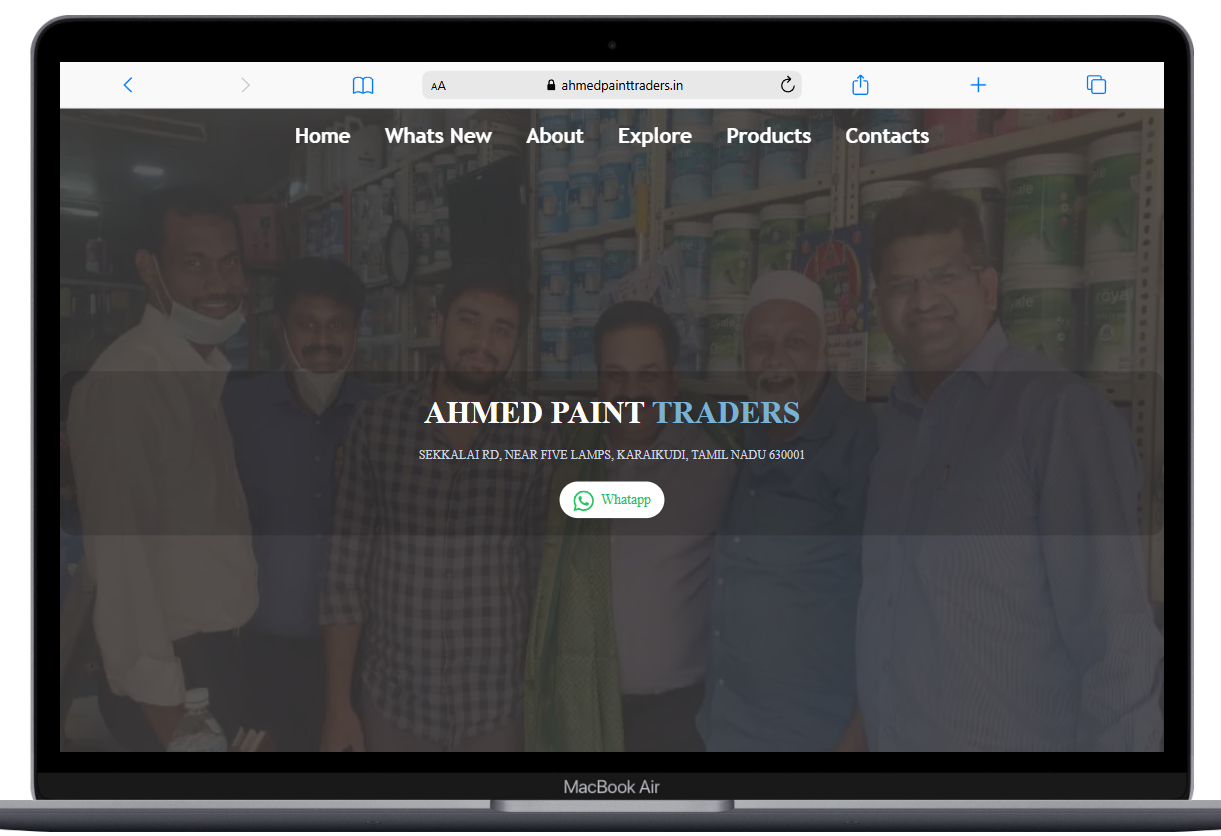 AA ahmedpainttraders.in
Home Whats New About Explore Products Contacts
royale
AHMED PAINT TRADERS
SEKKALAI RD, NEAR FIVE LAMPS, KARAIKUDI, TAMIL NADU 630001
Whatapp
MacBook Air